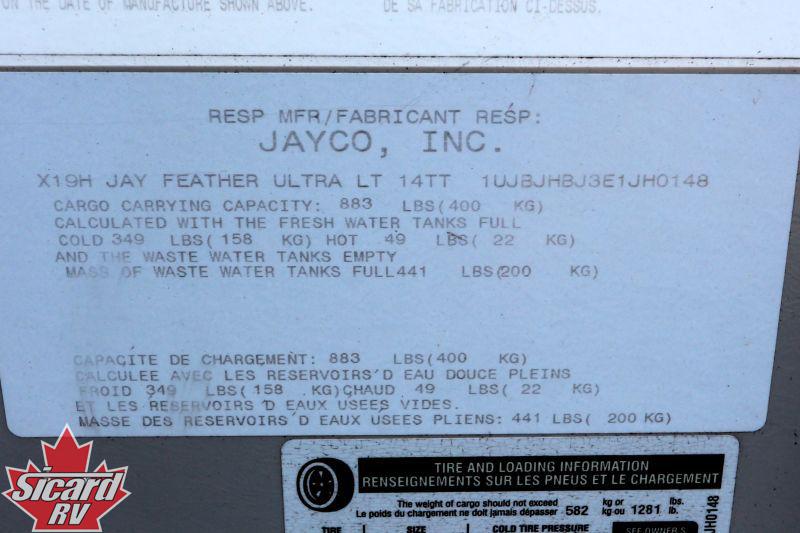 ON THE DATE OF MANUFACTURE SHOWN ABOVE. DE SA FABRICATION CI-DESSUS.
RESP MFR/FABRICANT RESP:
JAYCO, INC.
X19H JAY FEATHER ULTRA LT 14TT 1UJBJHBJ3E1JH0148
CARGO CARRYING CAPACITY: 883 LBS(400 KG)
CALCULATED WITH THE FRESH WATER TANKS FULL
COLD 349 LBS(158 KG) HOT 49 LBS(22 KG)
AND THE WASTE WATER TANKS EMPTY
MASS OF WASTE WATER TANKS FULL441 LBS(200 KG)
CAPACITE DE CHARGEMENT: 883 LBS(400 KG)
CALCULEE AVEC LES RESERVOIRS'D EAU DOUCE PLEINS
FROID 349 LBS(158 KG)CHAUD 49 LBS(22 KG)
ET LES RESERVOIRS'D EAUX USEES VIDES.
MASSE DES RESERVOIRS'D EAUX USEES PLIENS: 441 LBS( 200 KG)
TIRE AND LOADING INFORMATION
RENSEIGNEMENTS SUR LES PNEUS ET LE CHARGEMENT
The weight of cargo should not exceed kg or lbs.
Le poids du chargement ne doit jamais dépasser 582 kg ou 1281 lb.
TIRE SIZE COLD TIRE PRESSURE SEE OWNER'S
JH0148
Sicard
RV